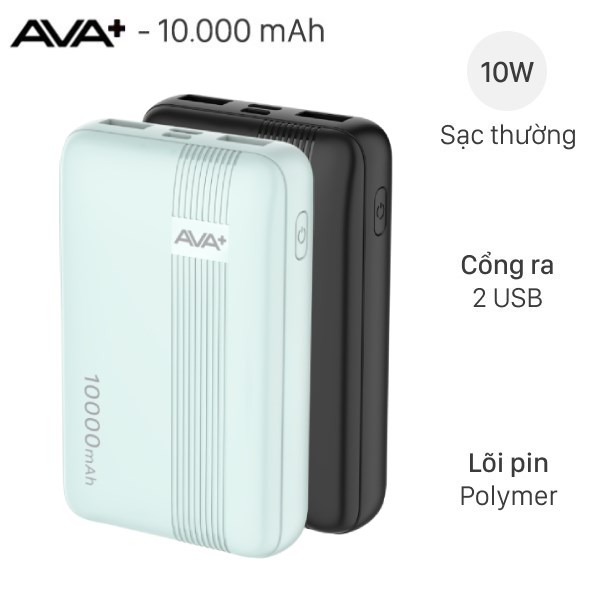 AVA+ - 10.000 mAh
10W
Sạc thường
Cổng ra
2 USB
Lõi pin
Polymer
AVA+
10000mAh